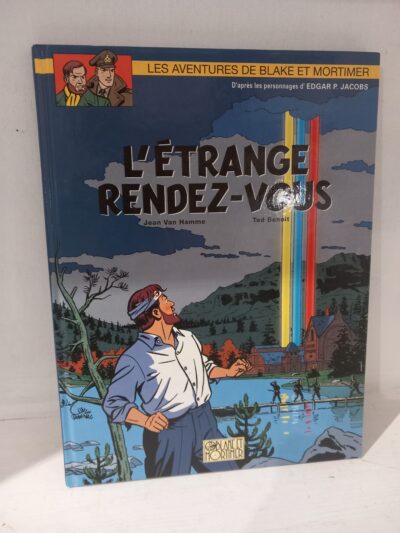 LES AVENTURES DE BLAKE ET MORTIMER
D'après les personnages d'EDGAR P. JACOBS
L'ÉTRANGE
RENDEZ-VOUS
Jean Van Hamme Ted Benoit
BLAKE ET
MORTIMER